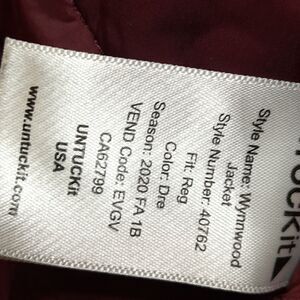 UCKit
Style Name: Wynnwood
Jacket
Style Number: 40762
Fit: Reg
Color: Dre
Season: 2020 FA 1B
VEND Code: EVGV
CA62799
UNTUCKit
USA
www.untuckit.com